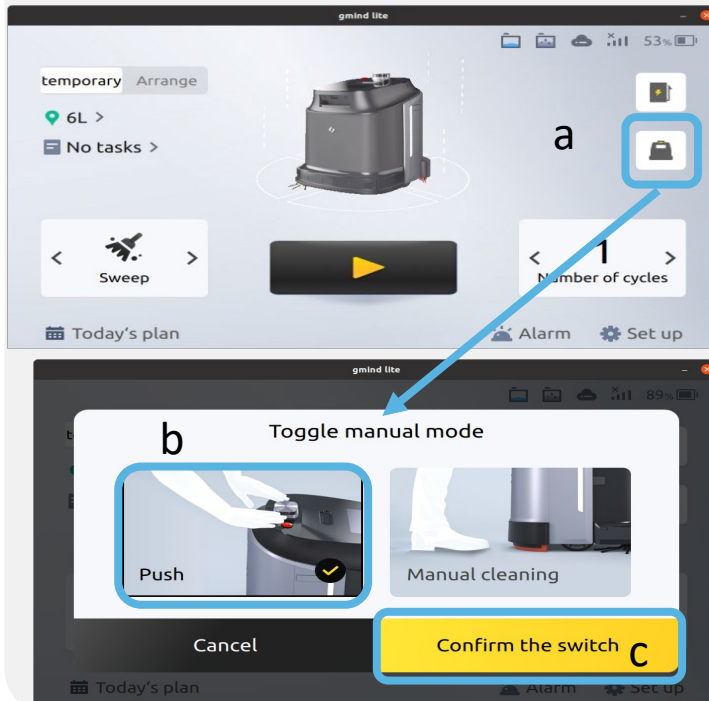 gmind lite
53%
temporary Arrange
6L >
No tasks >
a
< Sweep >
< 1 >
Number of cycles
Today's plan
Alarm Set up
gmind lite
89%
b
Toggle manual mode
Push
Manual cleaning
Cancel
Confirm the switch
c
Today's plan
Alarm Set up